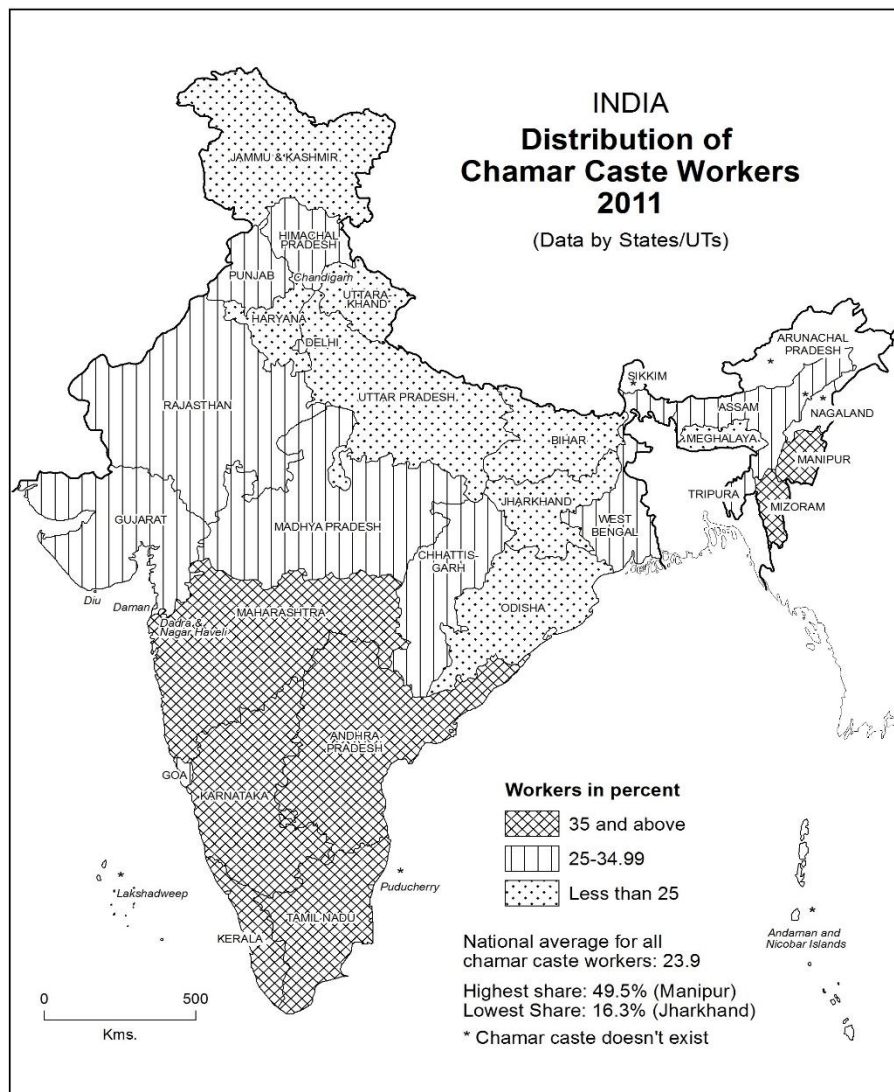 INDIA
Distribution of
Chamar Caste Workers
2011
(Data by States/UTs)
JAMMU & KASHMIR
HIMACHAL
PRADESH
PUNJAB
Chandigarh
UTTARA-
KHAND
HARYANA
DELHI
ARUNACHAL
PRADESH
*
SIKKIM
*
RAJASTHAN
UTTAR PRADESH
ASSAM
* *
NAGALAND
BIHAR
MEGHALAYA
MANIPUR
JHARKHAND
TRIPURA
MIZORAM
GUJARAT
MADHYA PRADESH
WEST
BENGAL
CHHATTIS-
GARH
Diu
Daman
Dadra &
Nagar Haveli
MAHARASHTRA
ODISHA
ANDHRA
PRADESH
GOA
KARNATAKA
*
Lakshadweep
*
Puducherry
KERALA
TAMIL NADU
*
Andaman and
Nicobar Islands
Workers in percent
35 and above
25-34.99
Less than 25
National average for all
chamar caste workers: 23.9
Highest share: 49.5% (Manipur)
Lowest Share: 16.3% (Jharkhand)
* Chamar caste doesn't exist
0 500
Kms.